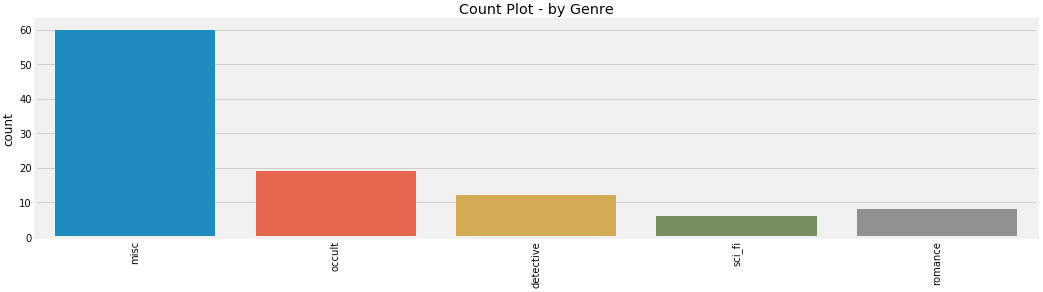 Count Plot - by Genre
count
60
50
40
30
20
10
0
misc
occult
detective
sci_fi
romance